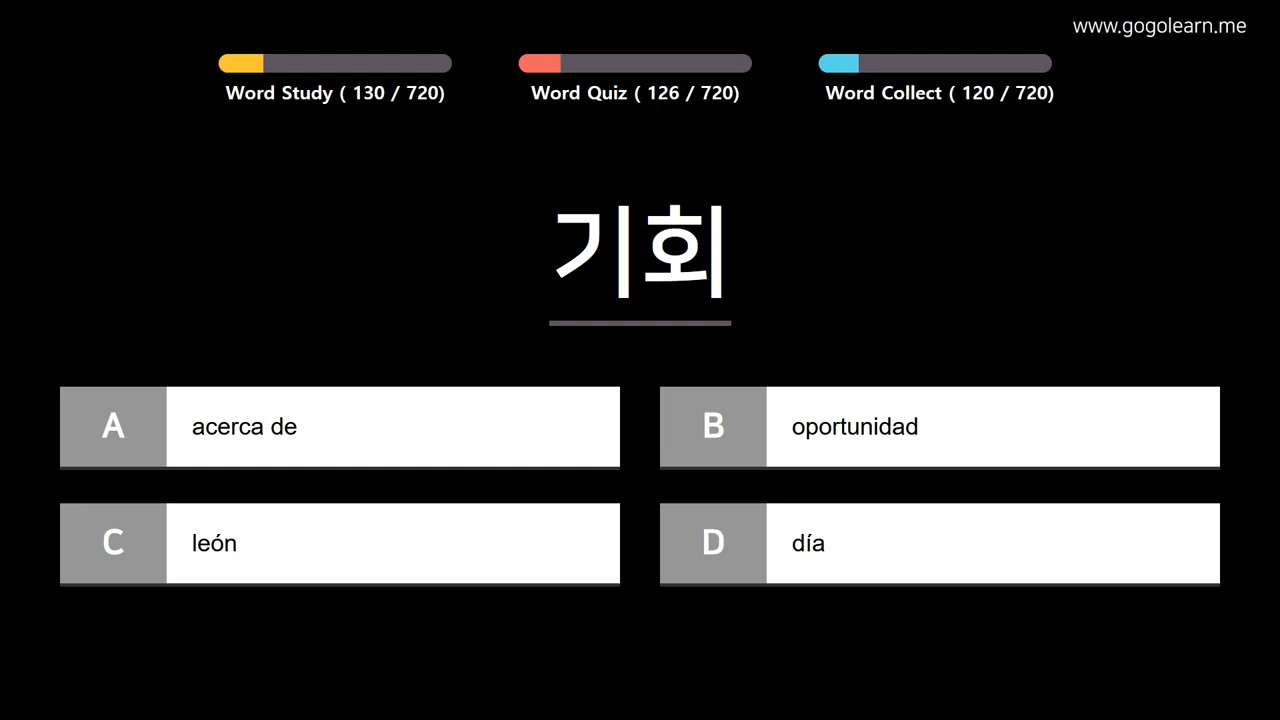 www.gogolearn.me
Word Study ( 130 / 720)
Word Quiz ( 126 / 720)
Word Collect ( 120 / 720)
기회
A
acerca de
B
oportunidad
C
león
D
día